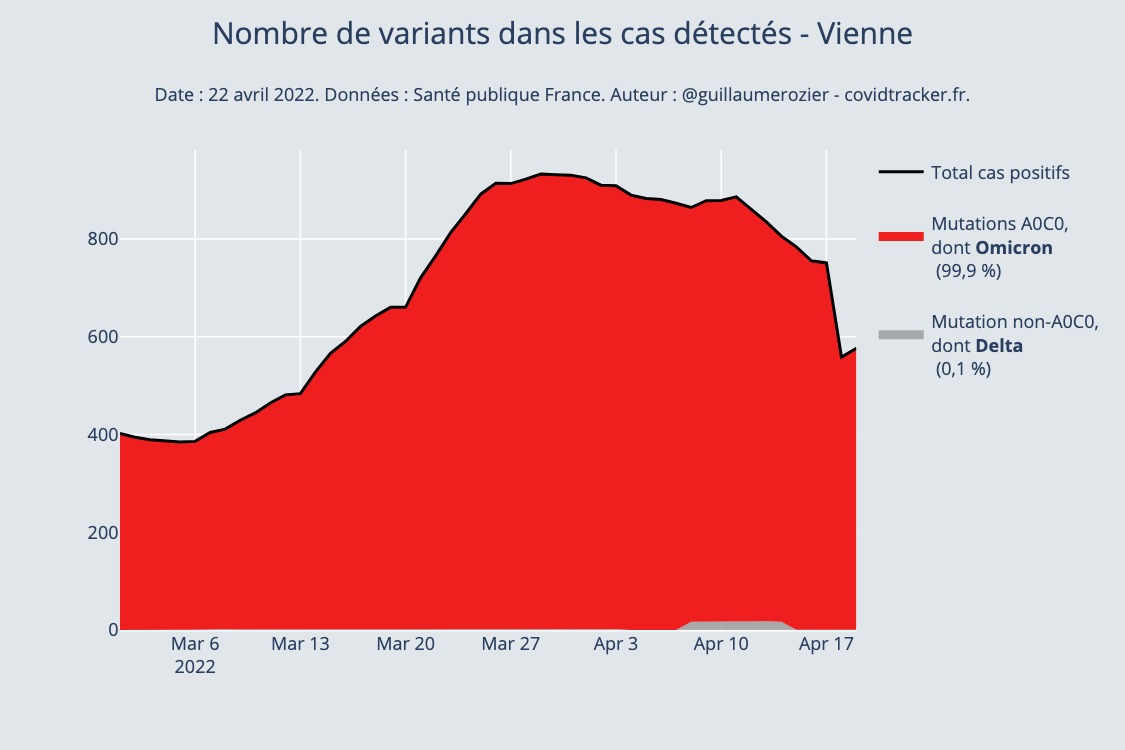 Nombre de variants dans les cas détectés - Vienne
Date : 22 avril 2022. Données : Santé publique France. Auteur : @guillaumerozier - covidtracker.fr.
Total cas positifs
Mutations A0C0,
dont Omicron
(99,9 %)
Mutation non-A0C0,
dont Delta
(0,1 %)
800
600
400
200
0
Mar 6
2022
Mar 13
Mar 20
Mar 27
Apr 3
Apr 10
Apr 17